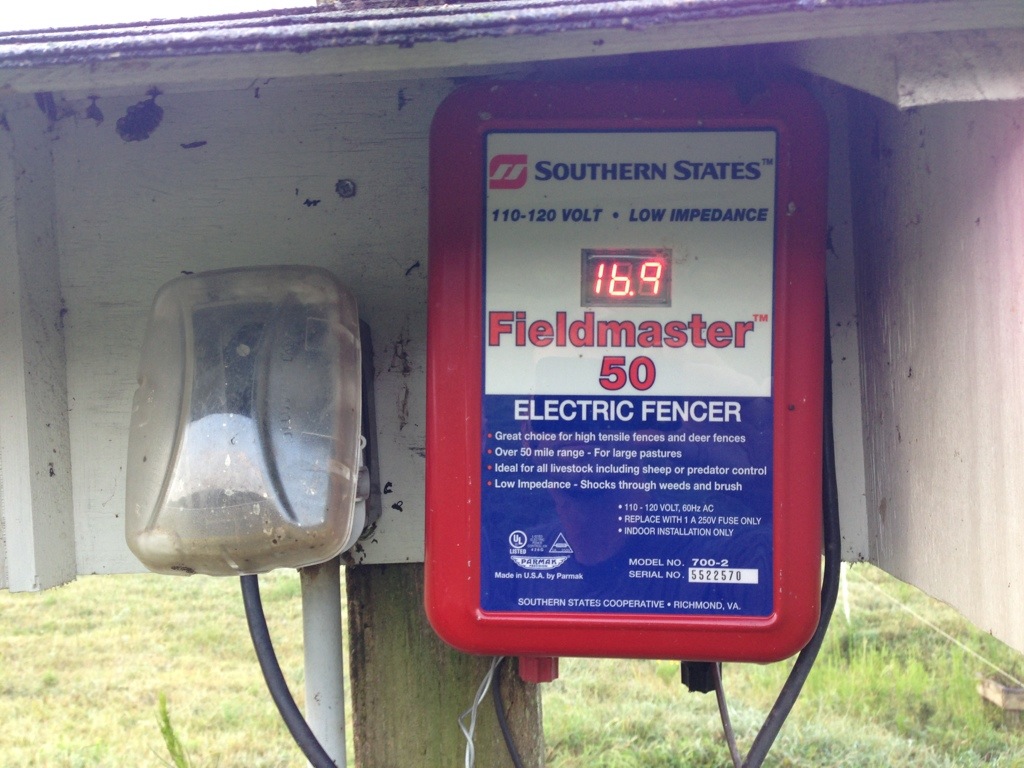 SOUTHERN STATES™
110-120 VOLT • LOW IMPEDANCE
16.9
Fieldmaster™
50
ELECTRIC FENCER
• Great choice for high tensile fences and deer fences
• Over 50 mile range - For large pastures
• Ideal for all livestock including sheep or predator control
• Low Impedance - Shocks through weeds and brush
• 110 - 120 VOLT, 60Hz AC
• REPLACE WITH 1 A 250V FUSE ONLY
• INDOOR INSTALLATION ONLY
UL
LISTED
PARMAK
Made in U.S.A. by Parmak
MODEL NO. 700-2
SERIAL NO. 5522570
SOUTHERN STATES COOPERATIVE • RICHMOND, VA.